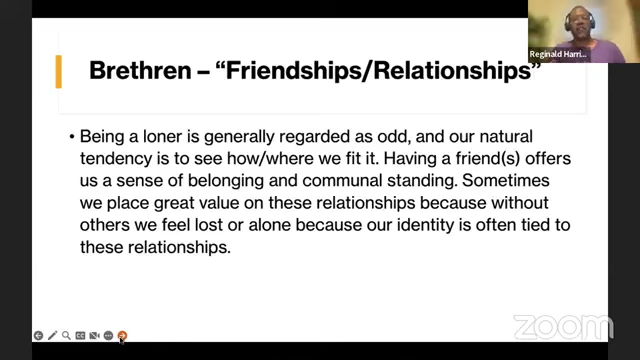 Reginald Harri...
Brethren – “Friendships/Relationships”
• Being a loner is generally regarded as odd, and our natural
tendency is to see how/where we fit it. Having a friend(s) offers
us a sense of belonging and communal standing. Sometimes
we place great value on these relationships because without
others we feel lost or alone because our identity is often tied to
these relationships.
zoom